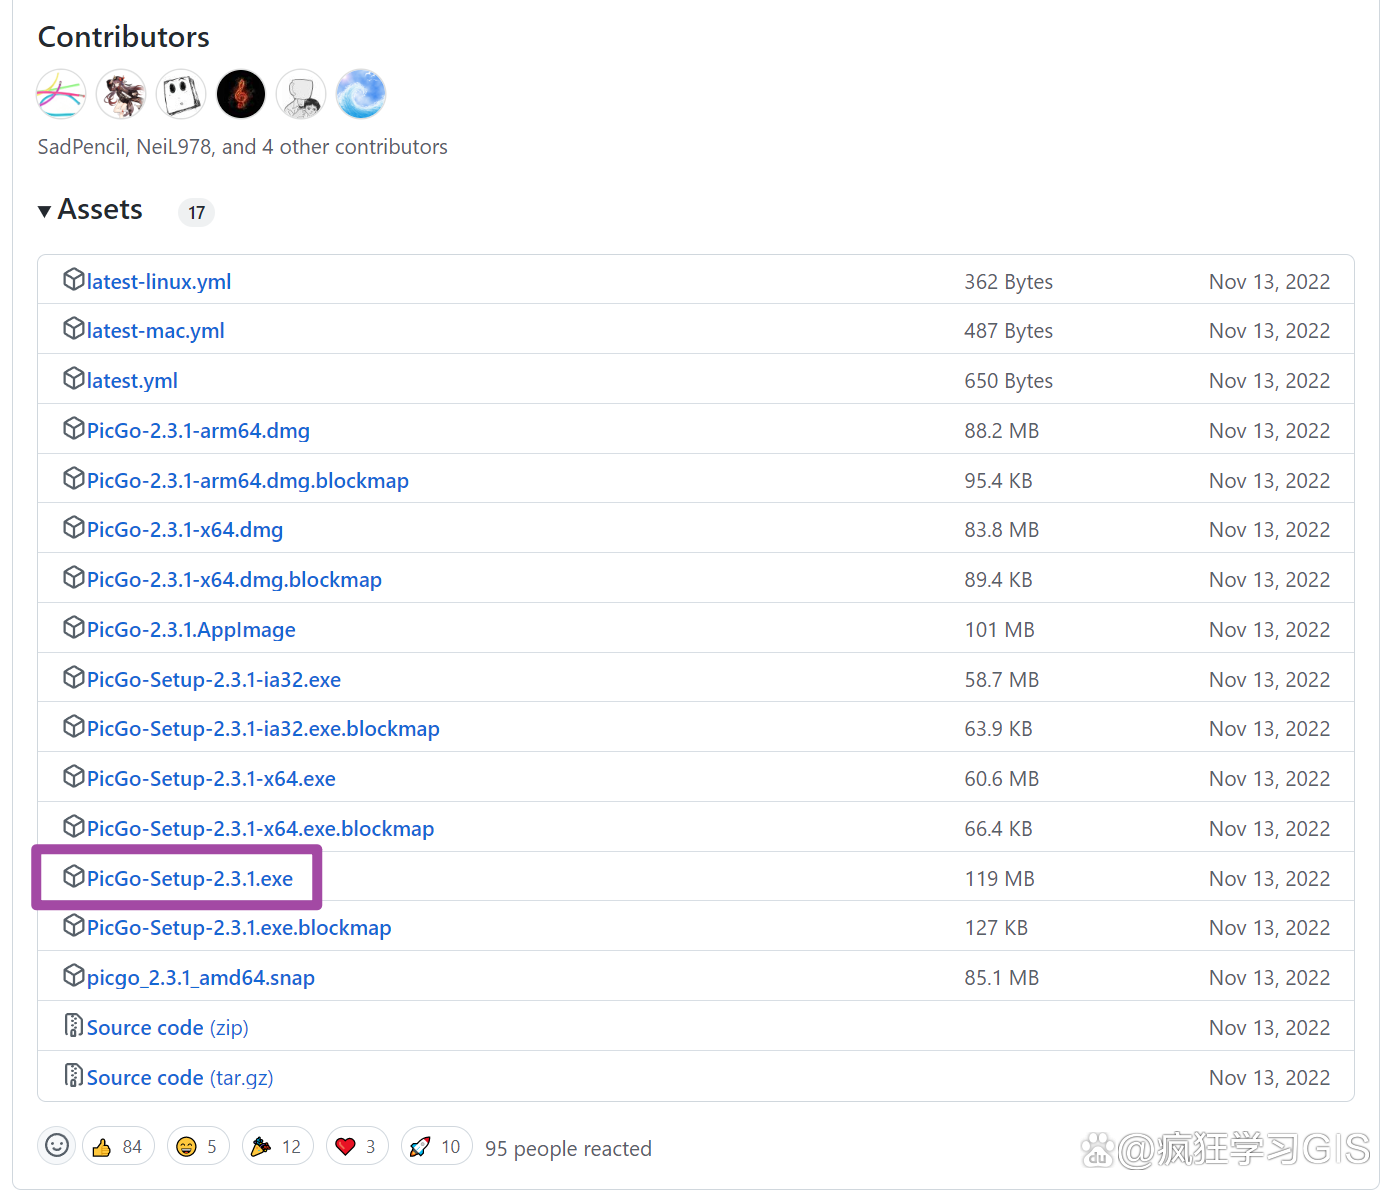 Contributors
SadPencil, NeiL978, and 4 other contributors
Assets 17
latest-linux.yml 362 Bytes Nov 13, 2022
latest-mac.yml 487 Bytes Nov 13, 2022
latest.yml 650 Bytes Nov 13, 2022
PicGo-2.3.1-arm64.dmg 88.2 MB Nov 13, 2022
PicGo-2.3.1-arm64.dmg.blockmap 95.4 KB Nov 13, 2022
PicGo-2.3.1-x64.dmg 83.8 MB Nov 13, 2022
PicGo-2.3.1-x64.dmg.blockmap 89.4 KB Nov 13, 2022
PicGo-2.3.1.AppImage 101 MB Nov 13, 2022
PicGo-Setup-2.3.1-ia32.exe 58.7 MB Nov 13, 2022
PicGo-Setup-2.3.1-ia32.exe.blockmap 63.9 KB Nov 13, 2022
PicGo-Setup-2.3.1-x64.exe 60.6 MB Nov 13, 2022
PicGo-Setup-2.3.1-x64.exe.blockmap 66.4 KB Nov 13, 2022
PicGo-Setup-2.3.1.exe 119 MB Nov 13, 2022
PicGo-Setup-2.3.1.exe.blockmap 127 KB Nov 13, 2022
picgo_2.3.1_amd64.snap 85.1 MB Nov 13, 2022
Source code (zip) Nov 13, 2022
Source code (tar.gz) Nov 13, 2022
84 5 12 3 10 95 people reacted
du @疯狂学习GIS